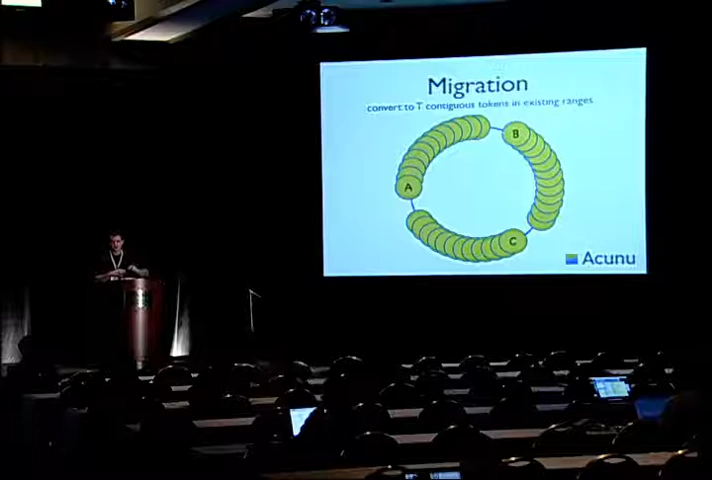 Migration
convert to T contiguous tokens in existing ranges
B
A
C
Acunu